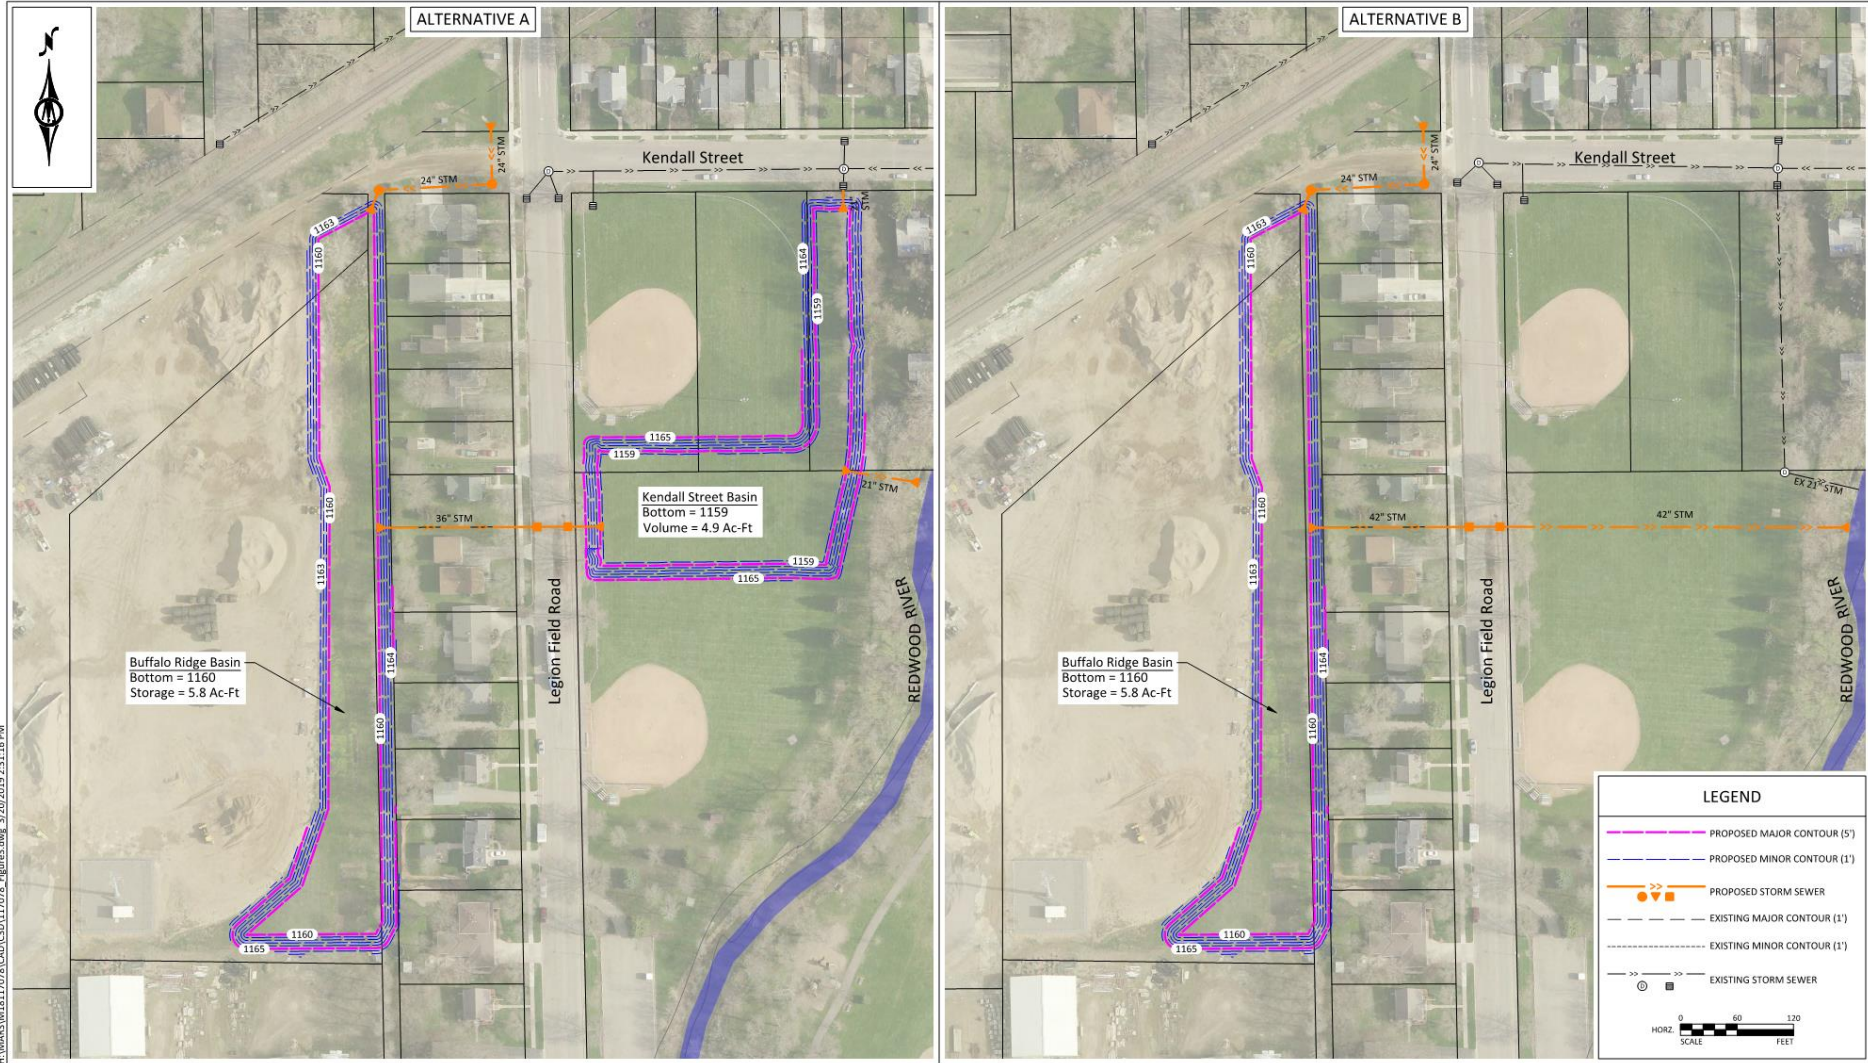 ALTERNATIVE A
N
Kendall Street
24" STM
24" STM
STM
1163
1160
1164
1159
1165
1159
21" STM
36" STM
Kendall Street Basin
Bottom = 1159
Volume = 4.9 Ac-Ft
1160
1163
1159
1165
Legion Field Road
REDWOOD RIVER
Buffalo Ridge Basin
Bottom = 1160
Storage = 5.8 Ac-Ft
1164
1160
1160
1165
ALTERNATIVE B
Kendall Street
24" STM
24" STM
1163
1160
EX 21" STM
42" STM
42" STM
1160
1163
Legion Field Road
REDWOOD RIVER
Buffalo Ridge Basin
Bottom = 1160
Storage = 5.8 Ac-Ft
1164
1160
1160
1165
LEGEND
PROPOSED MAJOR CONTOUR (5')
PROPOSED MINOR CONTOUR (1')
PROPOSED STORM SEWER
EXISTING MAJOR CONTOUR (1')
EXISTING MINOR CONTOUR (1')
EXISTING STORM SEWER
0 60 120
HORZ.
SCALE FEET